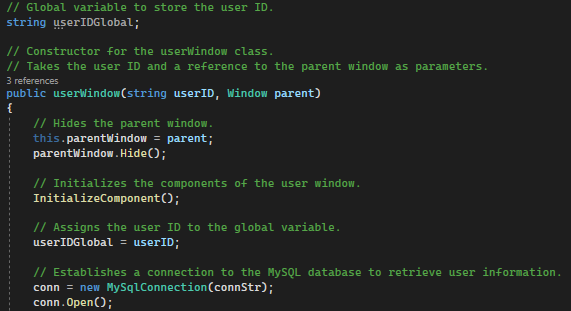 // Global variable to store the user ID.
string userIDGlobal;
// Constructor for the userWindow class.
// Takes the user ID and a reference to the parent window as parameters.
3 references
public userWindow(string userID, Window parent)
{
// Hides the parent window.
this.parentWindow = parent;
parentWindow.Hide();
// Initializes the components of the user window.
InitializeComponent();
// Assigns the user ID to the global variable.
userIDGlobal = userID;
// Establishes a connection to the MySQL database to retrieve user information.
conn = new MySqlConnection(connStr);
conn.Open();